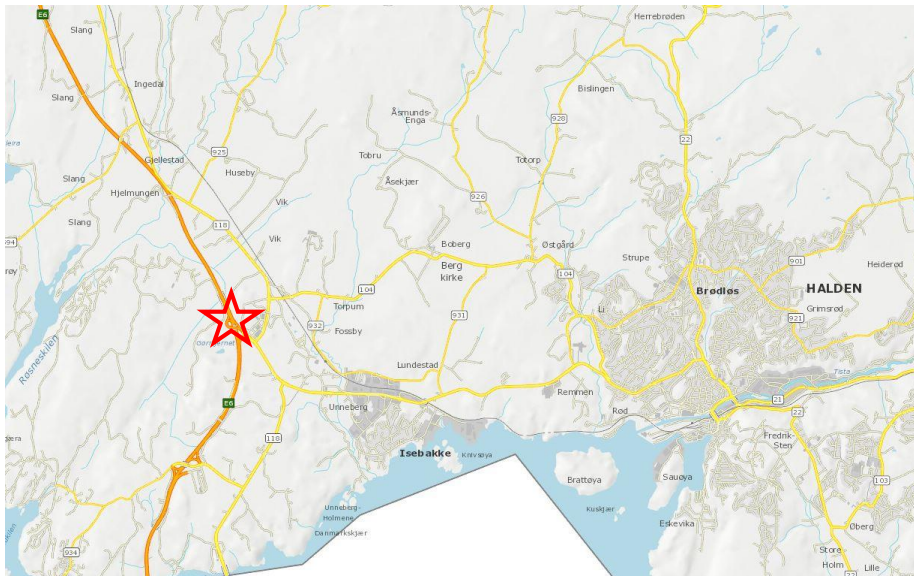 E6
Slang
Herrebrøden
Ingedal
22
Slang
Bislingen
Åsmunds-
Enga
928
Gjellestad
925
Tobru
Totorp
Huseby
Slang
Hjelmungen
Åsekjær
926
Vik
118
Slang
Vik
Boberg
Østgård
Strupe
901
Berg
kirke
104
Heiderød
104
Brødløs
HALDEN
Torpum
Li
Grimsrød
932
Fossby
931
921
Røsneskilen
Lundestad
Tista
E6
Unneberg
Remmen
21
Rød
22
118
Fredrik-
Sten
Isebakke
Knivsøya
Brattøya
Sauøya
103
Unneberg-
Holmene
Kuskjær
Danmarkskjær
Eskevika
Øberg
934
Store
Holm
Lille
22